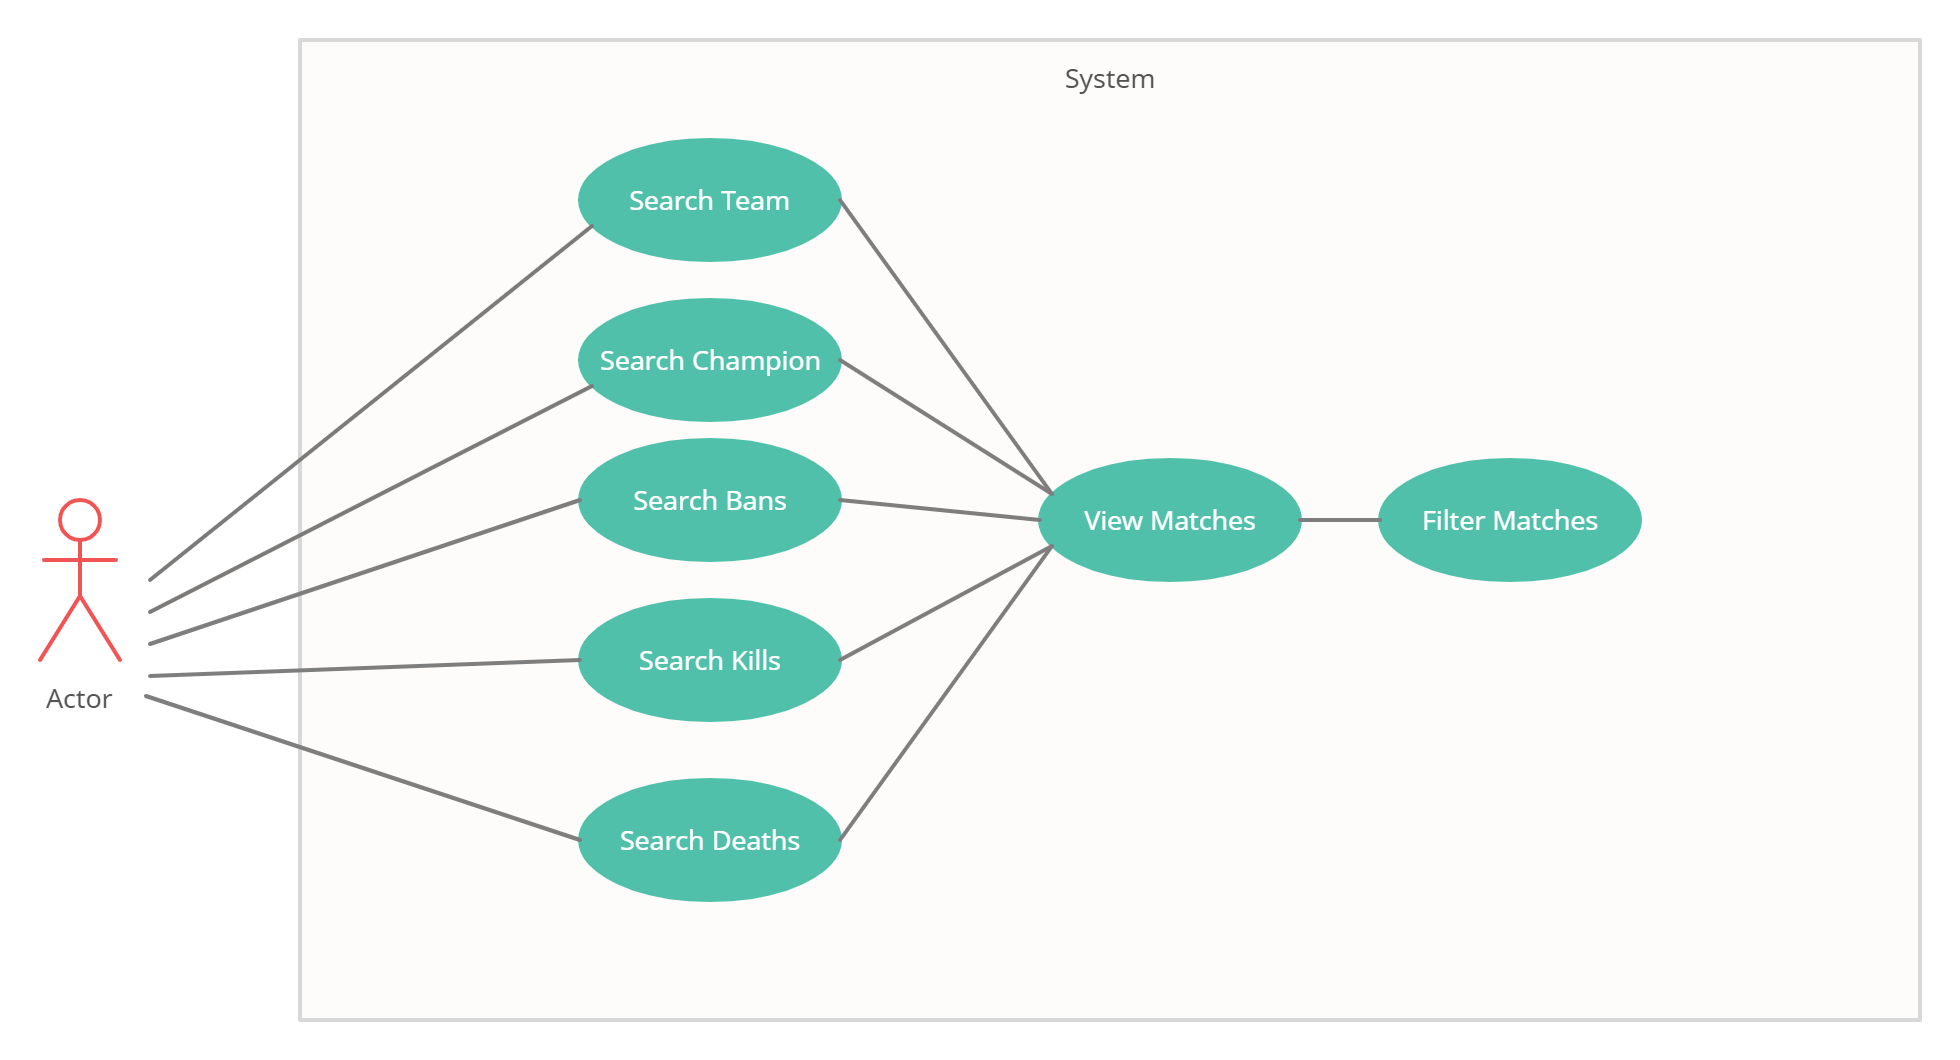 System
Search Team
Search Champion
Search Bans
View Matches
Filter Matches
Search Kills
Actor
Search Deaths